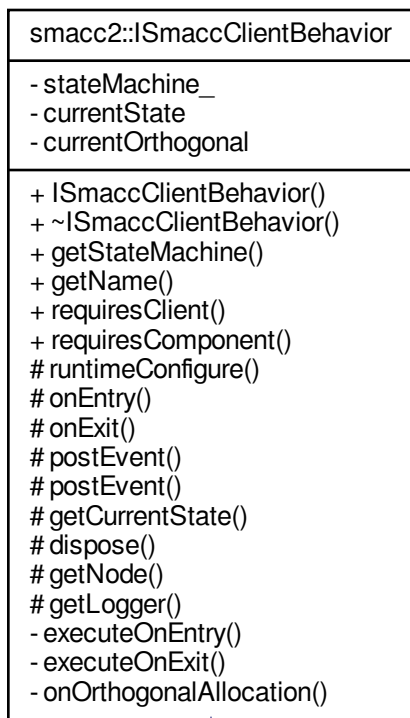 smacc2::ISmaccClientBehavior
- stateMachine_
- currentState
- currentOrthogonal
+ ISmaccClientBehavior()
+ ~ISmaccClientBehavior()
+ getStateMachine()
+ getName()
+ requiresClient()
+ requiresComponent()
# runtimeConfigure()
# onEntry()
# onExit()
# postEvent()
# postEvent()
# getCurrentState()
# dispose()
# getNode()
# getLogger()
- executeOnEntry()
- executeOnExit()
- onOrthogonalAllocation()